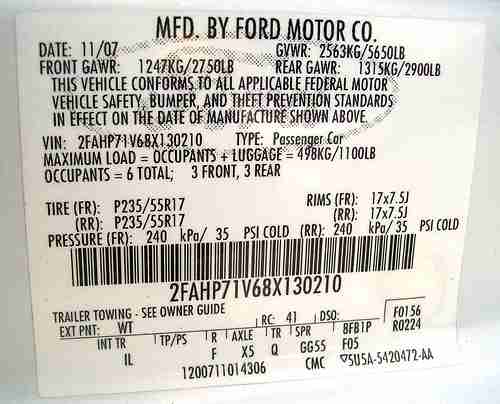 MFD. BY FORD MOTOR CO.
DATE: 11/07 GVWR: 2563KG/5650LB
FRONT GAWR: 1247KG/2750LB REAR GAWR: 1315KG/2900LB
THIS VEHICLE CONFORMS TO ALL APPLICABLE FEDERAL MOTOR
VEHICLE SAFETY, BUMPER, AND THEFT PREVENTION STANDARDS
IN EFFECT ON THE DATE OF MANUFACTURE SHOWN ABOVE.
VIN: 2FAHP71V68X130210 TYPE: Passenger Car
MAXIMUM LOAD = OCCUPANTS + LUGGAGE = 498KG/1100LB
OCCUPANTS = 6 TOTAL; 3 FRONT, 3 REAR
TIRE (FR): P235/55R17 RIMS (FR): 17x7.5J
(RR): P235/55R17 (RR): 17x7.5J
PRESSURE (FR): 240 kPa/ 35 PSI COLD (RR): 240 kPa/ 35 PSI COLD
2FAHP71V68X130210
TRAILER TOWING - SEE OWNER GUIDE
EXT PNT: WT RC: 41 DSO: F0156
INT TR TP/PS R AXLE TR SPR 8FB1P R0224
IL F X5 Q GG55 F05
1200711014306 CMC ▽5U5A-5420472-AA